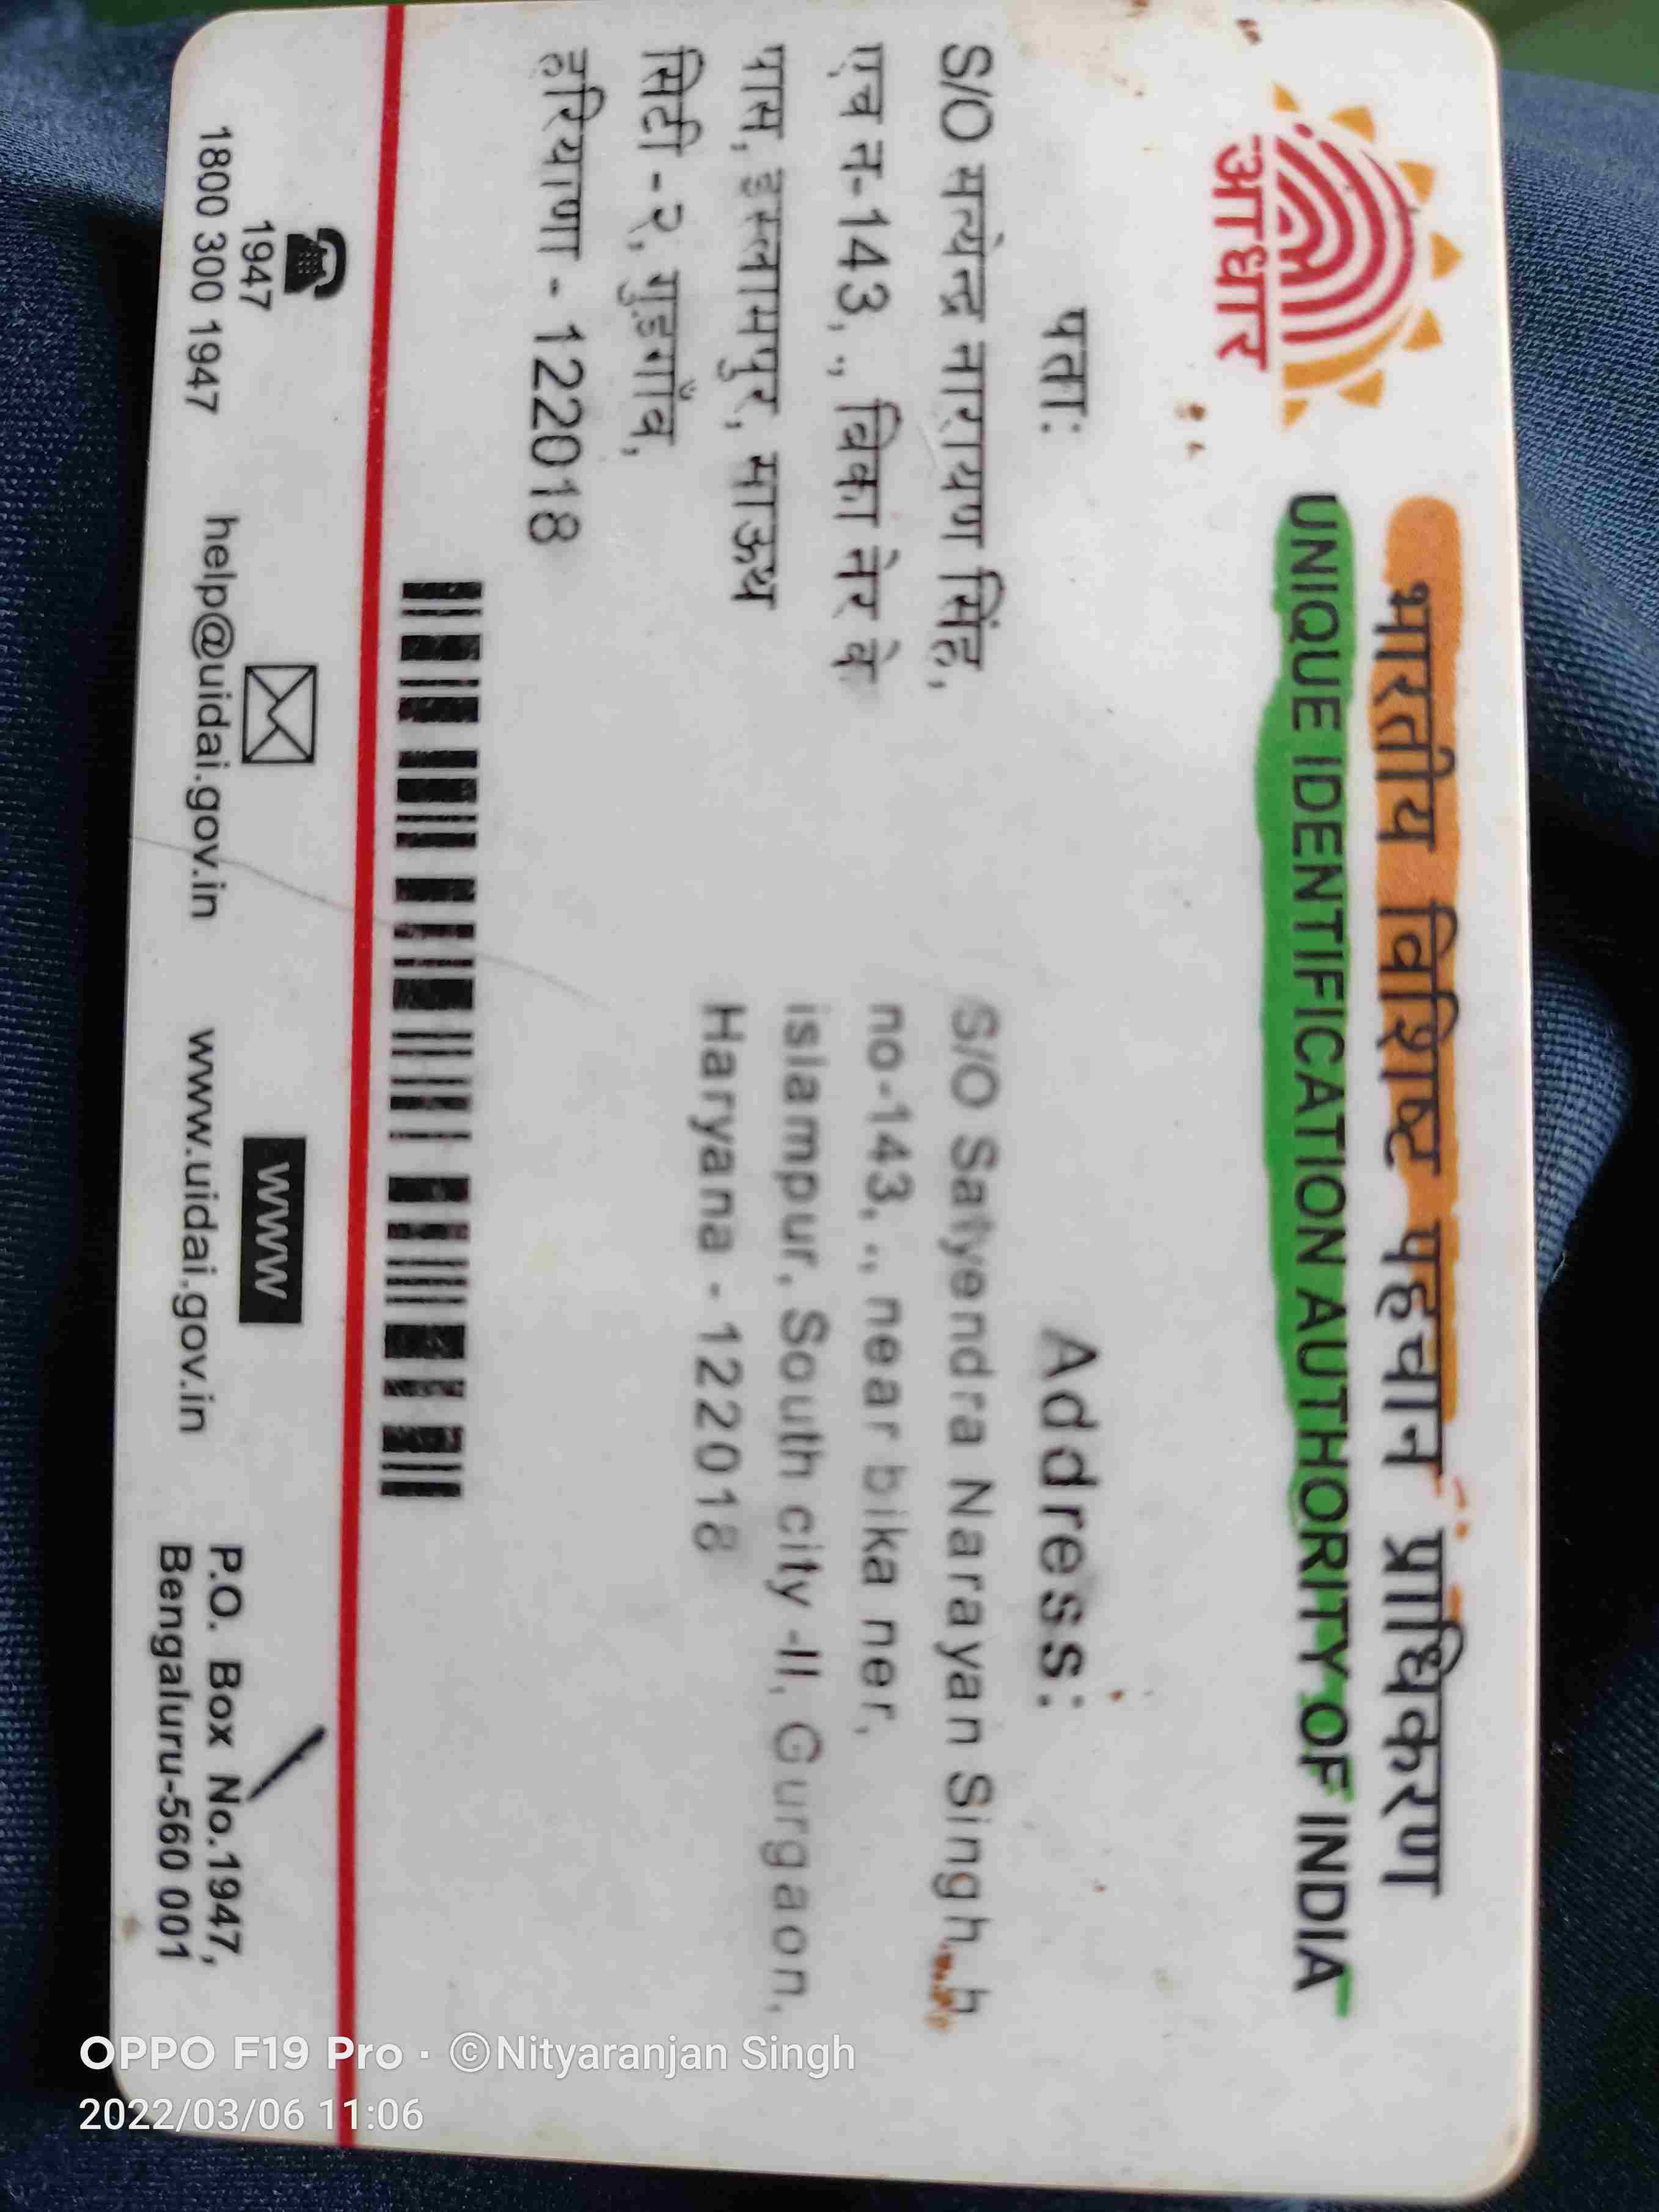 भारतीय विशिष्ट पहचान प्राधिकरण
UNIQUE IDENTIFICATION AUTHORITY OF INDIA
आधार
पता:
S/O सत्येन्द्र नारायण सिंह,
एच न-143, ., विका नेर के
पास, इस्लामपुर, साऊथ
सिटी - २, गुड़गाँव,
हरियाणा - 122018
Address:
S/O Satyendra Narayan Singh, h
no-143, ., near bika ner,
islampur, South city -II, Gurgaon,
Haryana - 122018
1947
1800 300 1947
help@uidai.gov.in
www
www.uidai.gov.in
P.O. Box No.1947,
Bengaluru-560 001
OPPO F19 Pro · ©Nityaranjan Singh
2022/03/06 11:06